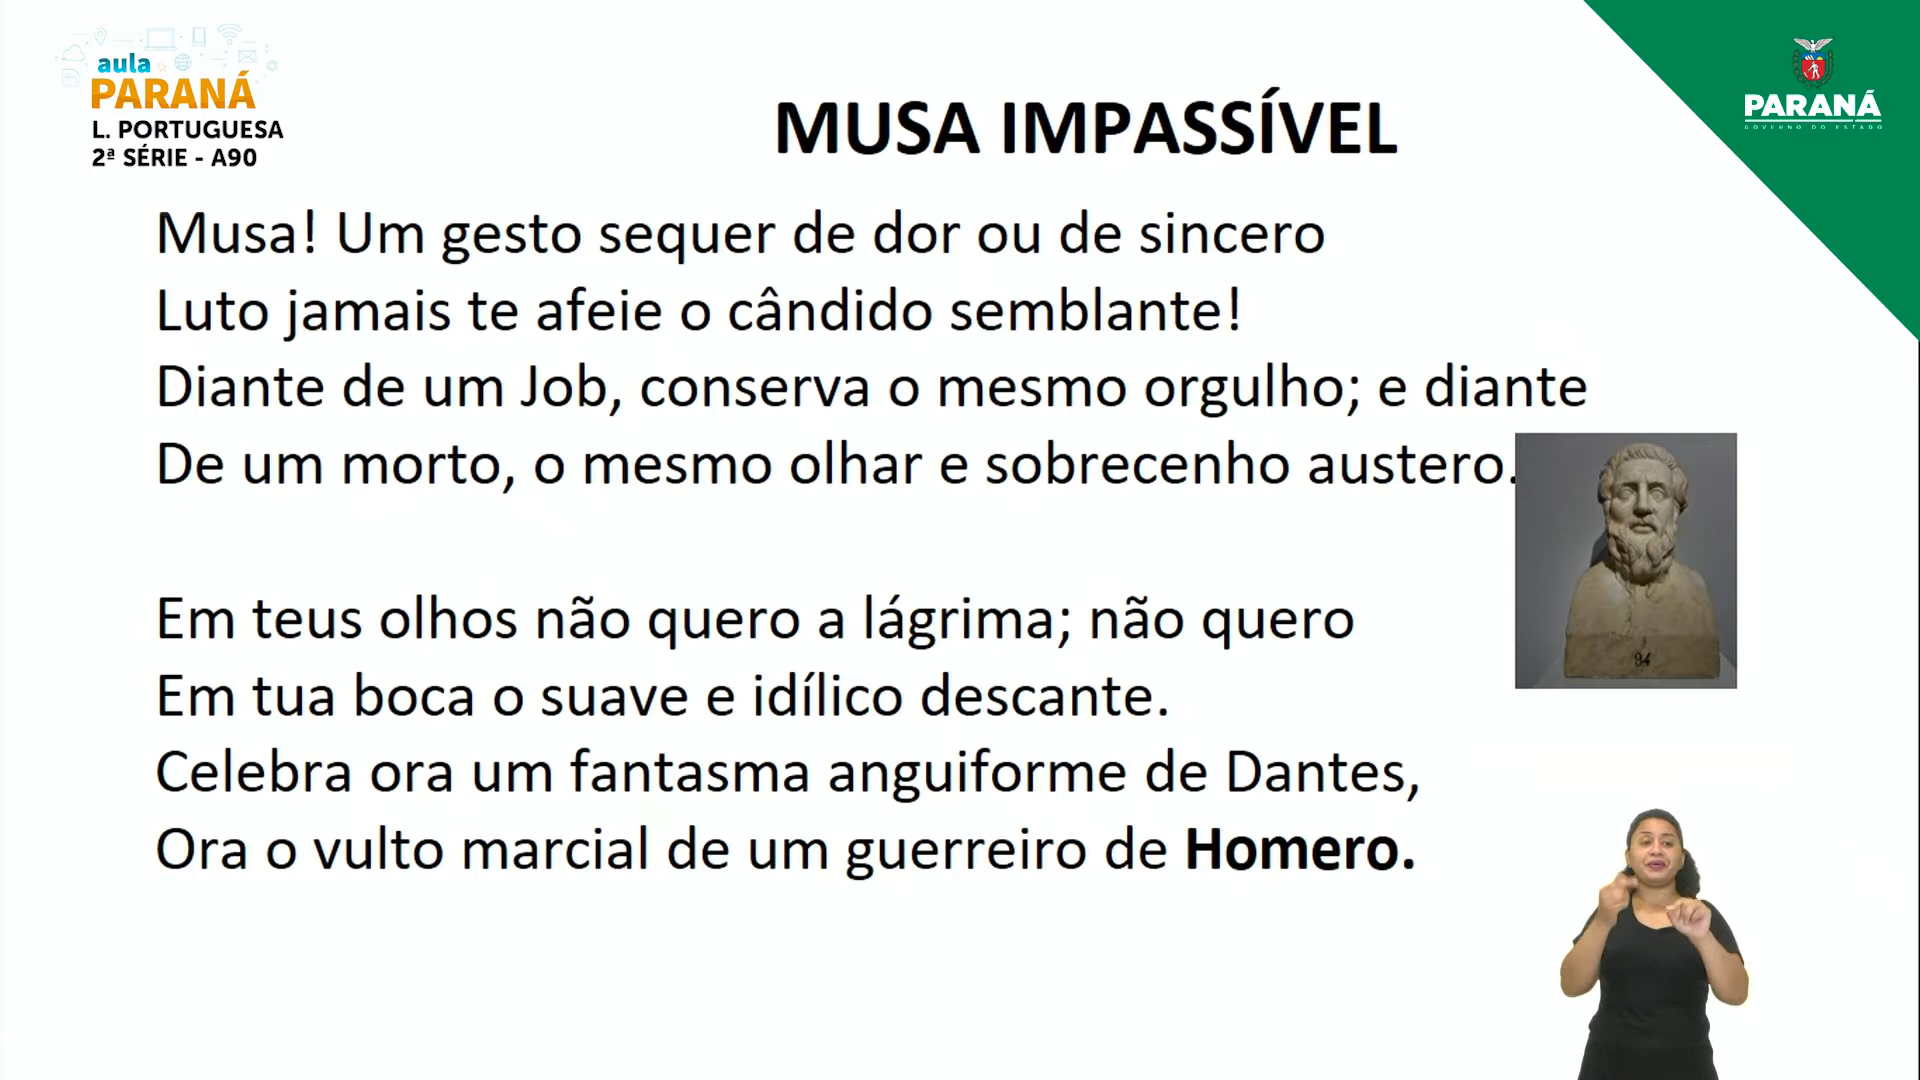 aula
PARANÁ
L. PORTUGUESA
2ª SÉRIE - A90
PARANÁ
GOVERNO DO ESTADO
MUSA IMPASSÍVEL
Musa! Um gesto sequer de dor ou de sincero
Luto jamais te afeie o cândido semblante!
Diante de um Job, conserva o mesmo orgulho; e diante
De um morto, o mesmo olhar e sobrecenho austero.
Em teus olhos não quero a lágrima; não quero
Em tua boca o suave e idílico descante.
Celebra ora um fantasma anguiforme de Dantes,
Ora o vulto marcial de um guerreiro de Homero.
94